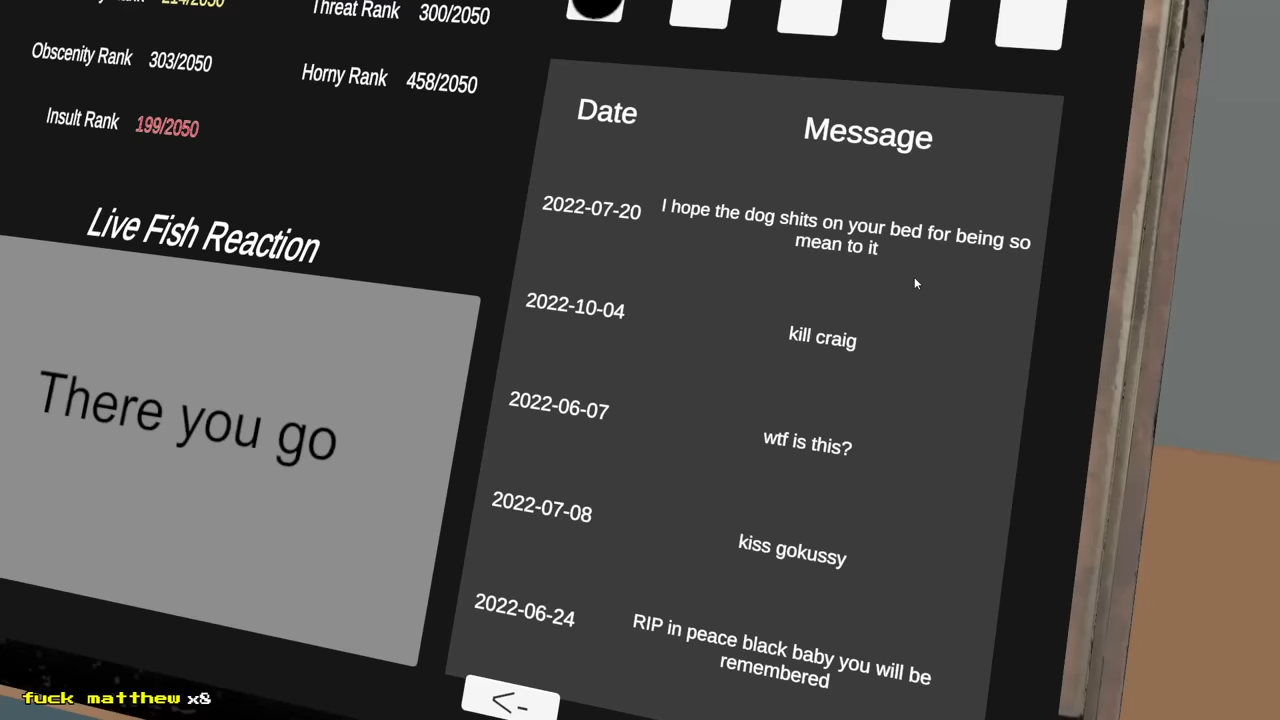 Rank 214/2050
Threat Rank 300/2050
Obscenity Rank 303/2050
Horny Rank 458/2050
Insult Rank 199/2050
Live Fish Reaction
There you go
Date Message
2022-07-20 I hope the dog shits on your bed for being so
mean to it
2022-10-04 kill craig
2022-06-07 wtf is this?
2022-07-08 kiss gokussy
2022-06-24 RIP in peace black baby you will be
remembered
<-
fuck matthew x8